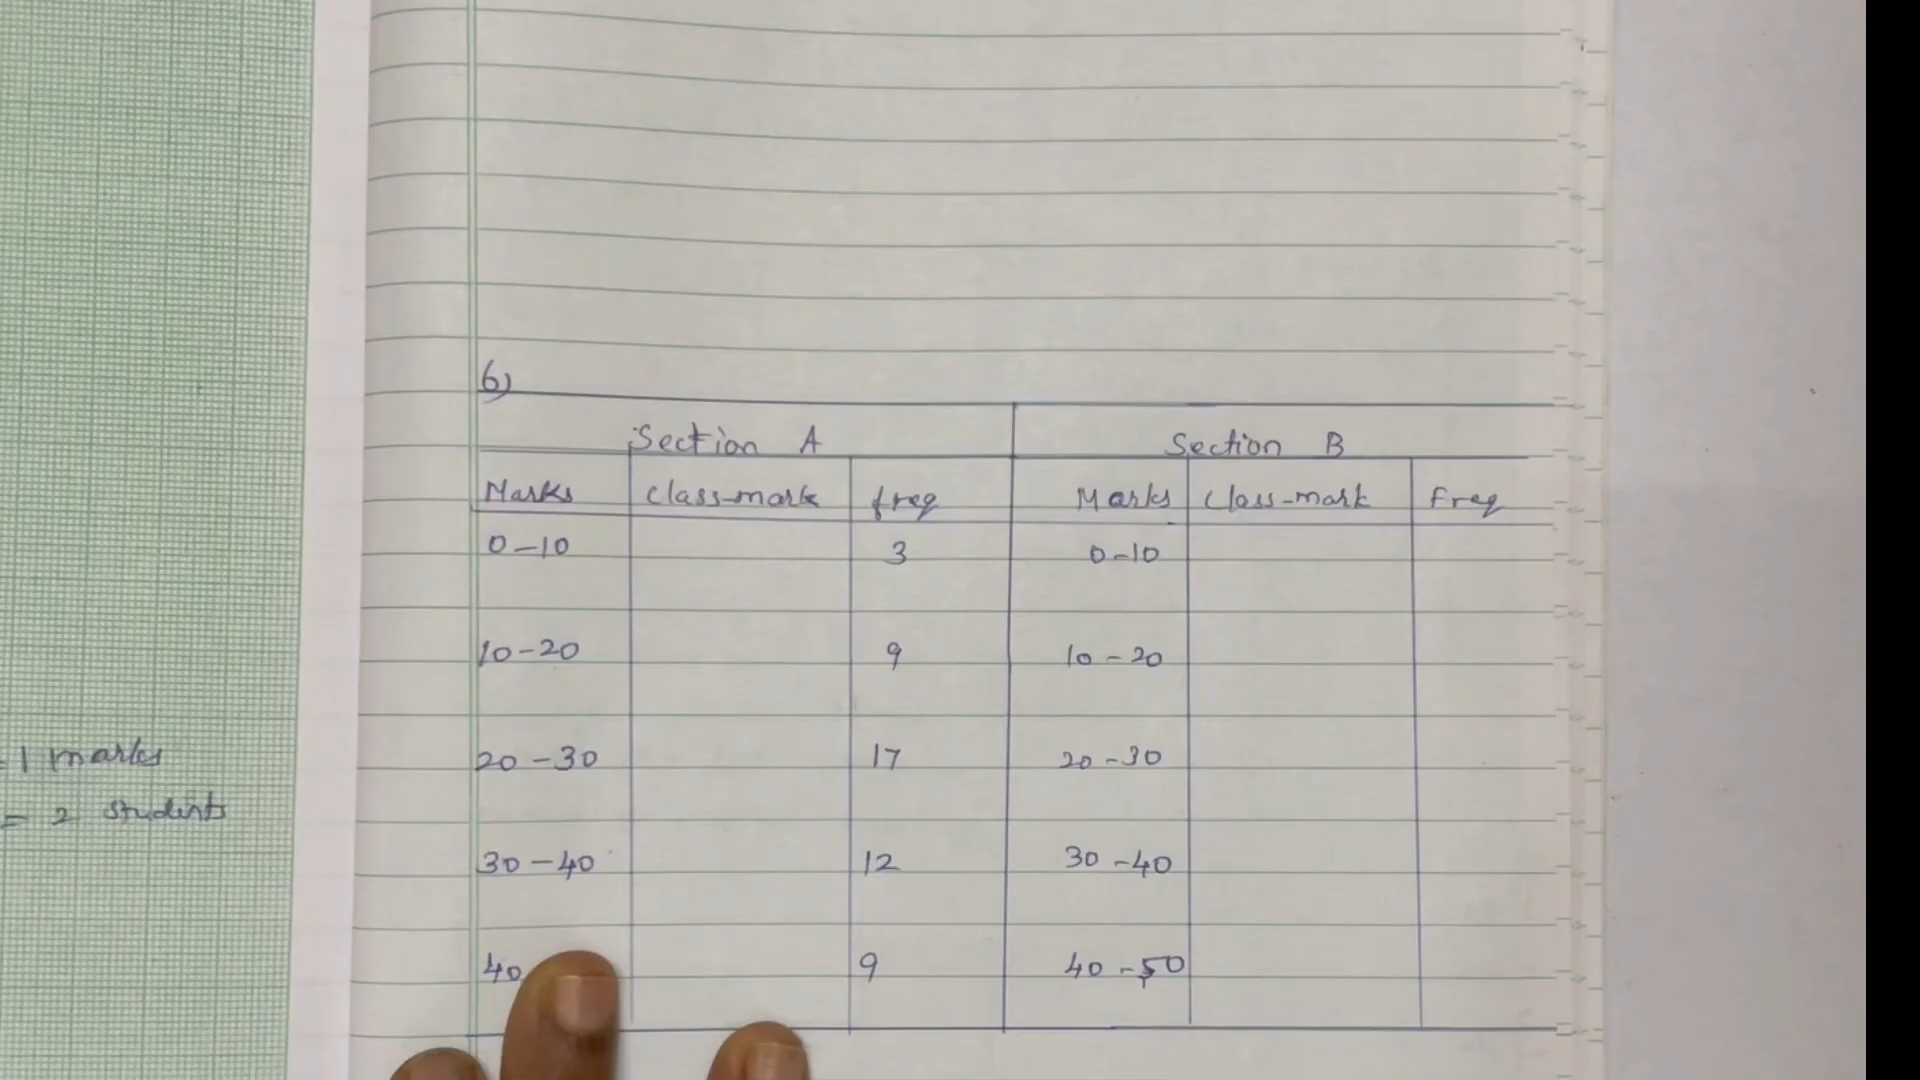 6)
Section A Section B
Marks class-mark freq Marks Class-mark Freq
0-10 3 0-10
10-20 9 10-20
20-30 17 20-30
30-40 12 30-40
40 9 40-50
= 1 marks
= 2 students